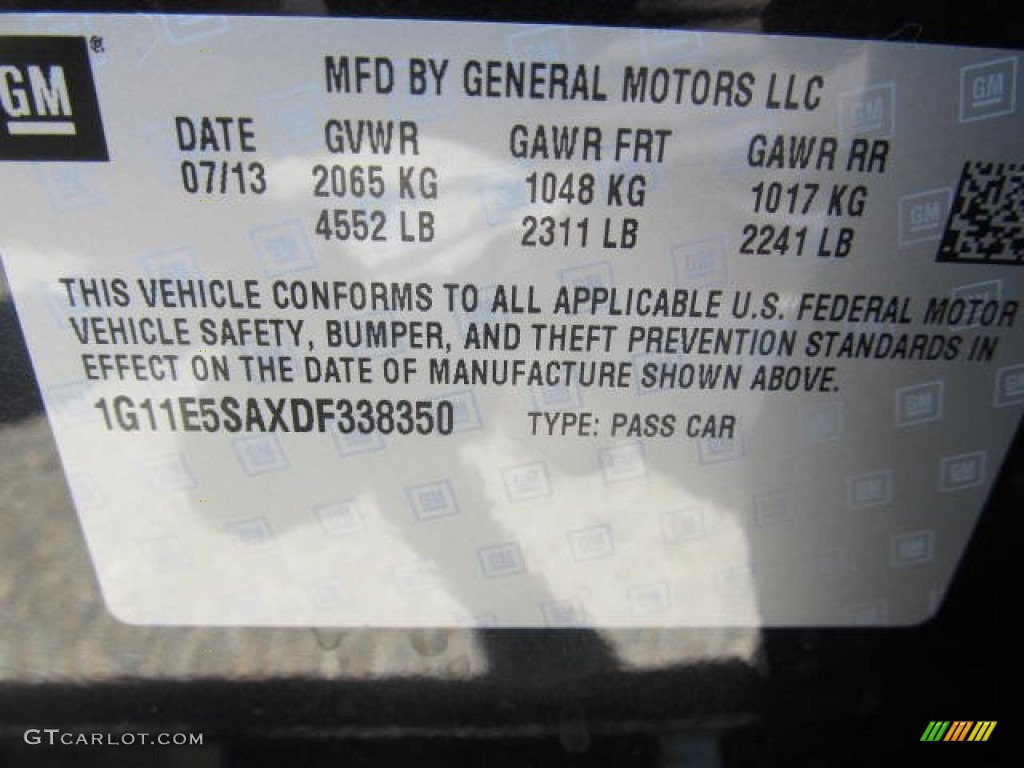 GM®
MFD BY GENERAL MOTORS LLC
DATE GVWR GAWR FRT GAWR RR
07/13 2065 KG 1048 KG 1017 KG
4552 LB 2311 LB 2241 LB
THIS VEHICLE CONFORMS TO ALL APPLICABLE U.S. FEDERAL MOTOR
VEHICLE SAFETY, BUMPER, AND THEFT PREVENTION STANDARDS IN
EFFECT ON THE DATE OF MANUFACTURE SHOWN ABOVE.
1G11E5SAXDF338350 TYPE: PASS CAR
GTCARLOT.COM